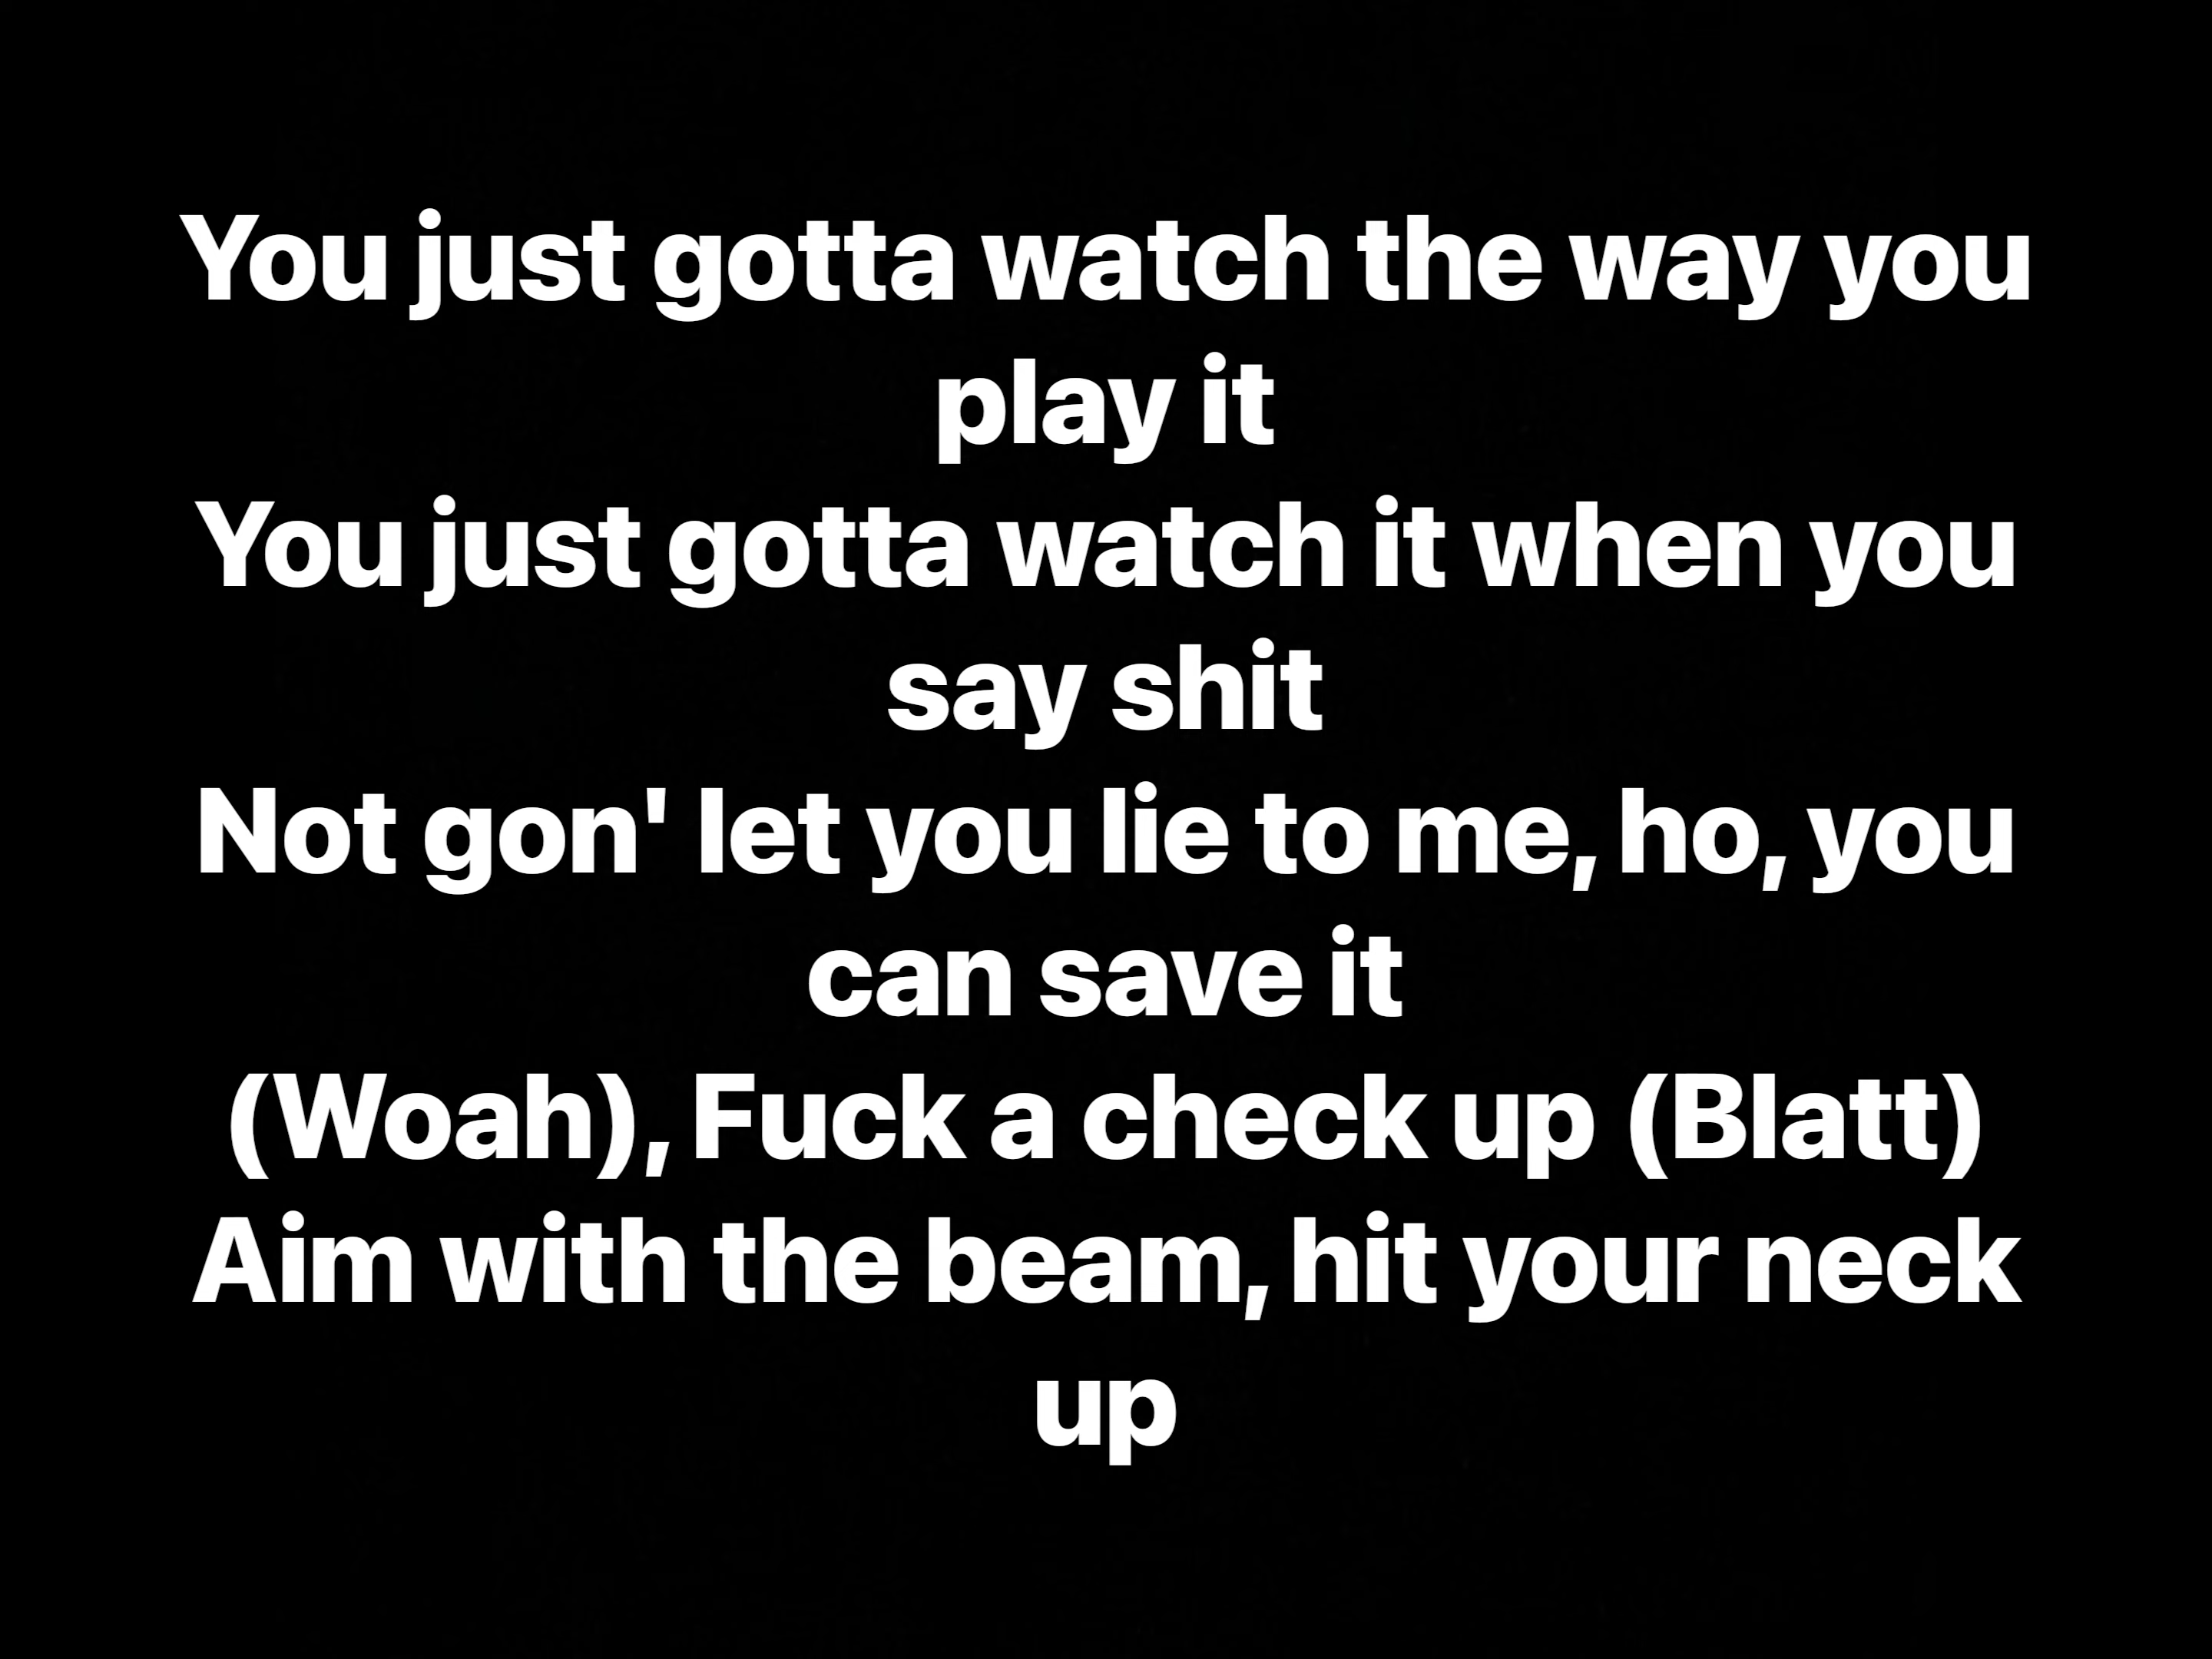 You just gotta watch the way you
play it
You just gotta watch it when you
say shit
Not gon' let you lie to me, ho, you
can save it
(Woah), Fuck a check up (Blatt)
Aim with the beam, hit your neck
up